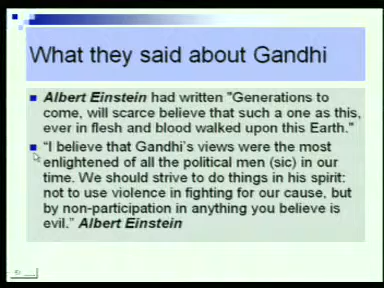 What they said about Gandhi
Albert Einstein had written "Generations to
come, will scarce believe that such a one as this,
ever in flesh and blood walked upon this Earth."
“I believe that Gandhi’s views were the most
enlightened of all the political men (sic) in our
time. We should strive to do things in his spirit:
not to use violence in fighting for our cause, but
by non-participation in anything you believe is
evil.” Albert Einstein